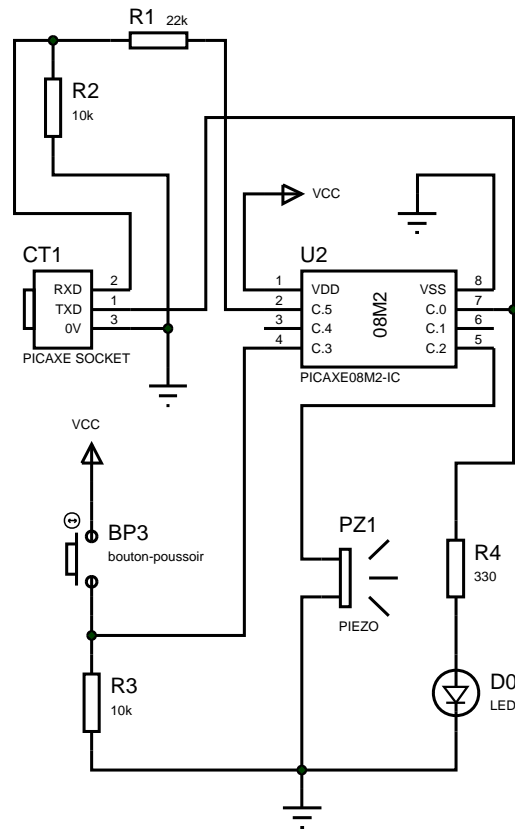 R1 22k
R2
10k
VCC
CT1
U2
RXD 2
TXD 1
0V 3
PICAXE SOCKET
1 VDD
2 C.5
3 C.4
4 C.3
08M2
VSS 8
C.0 7
C.1 6
C.2 5
PICAXE08M2-IC
VCC
BP3
bouton-poussoir
PZ1
PIEZO
R4
330
R3
10k
D0
LED